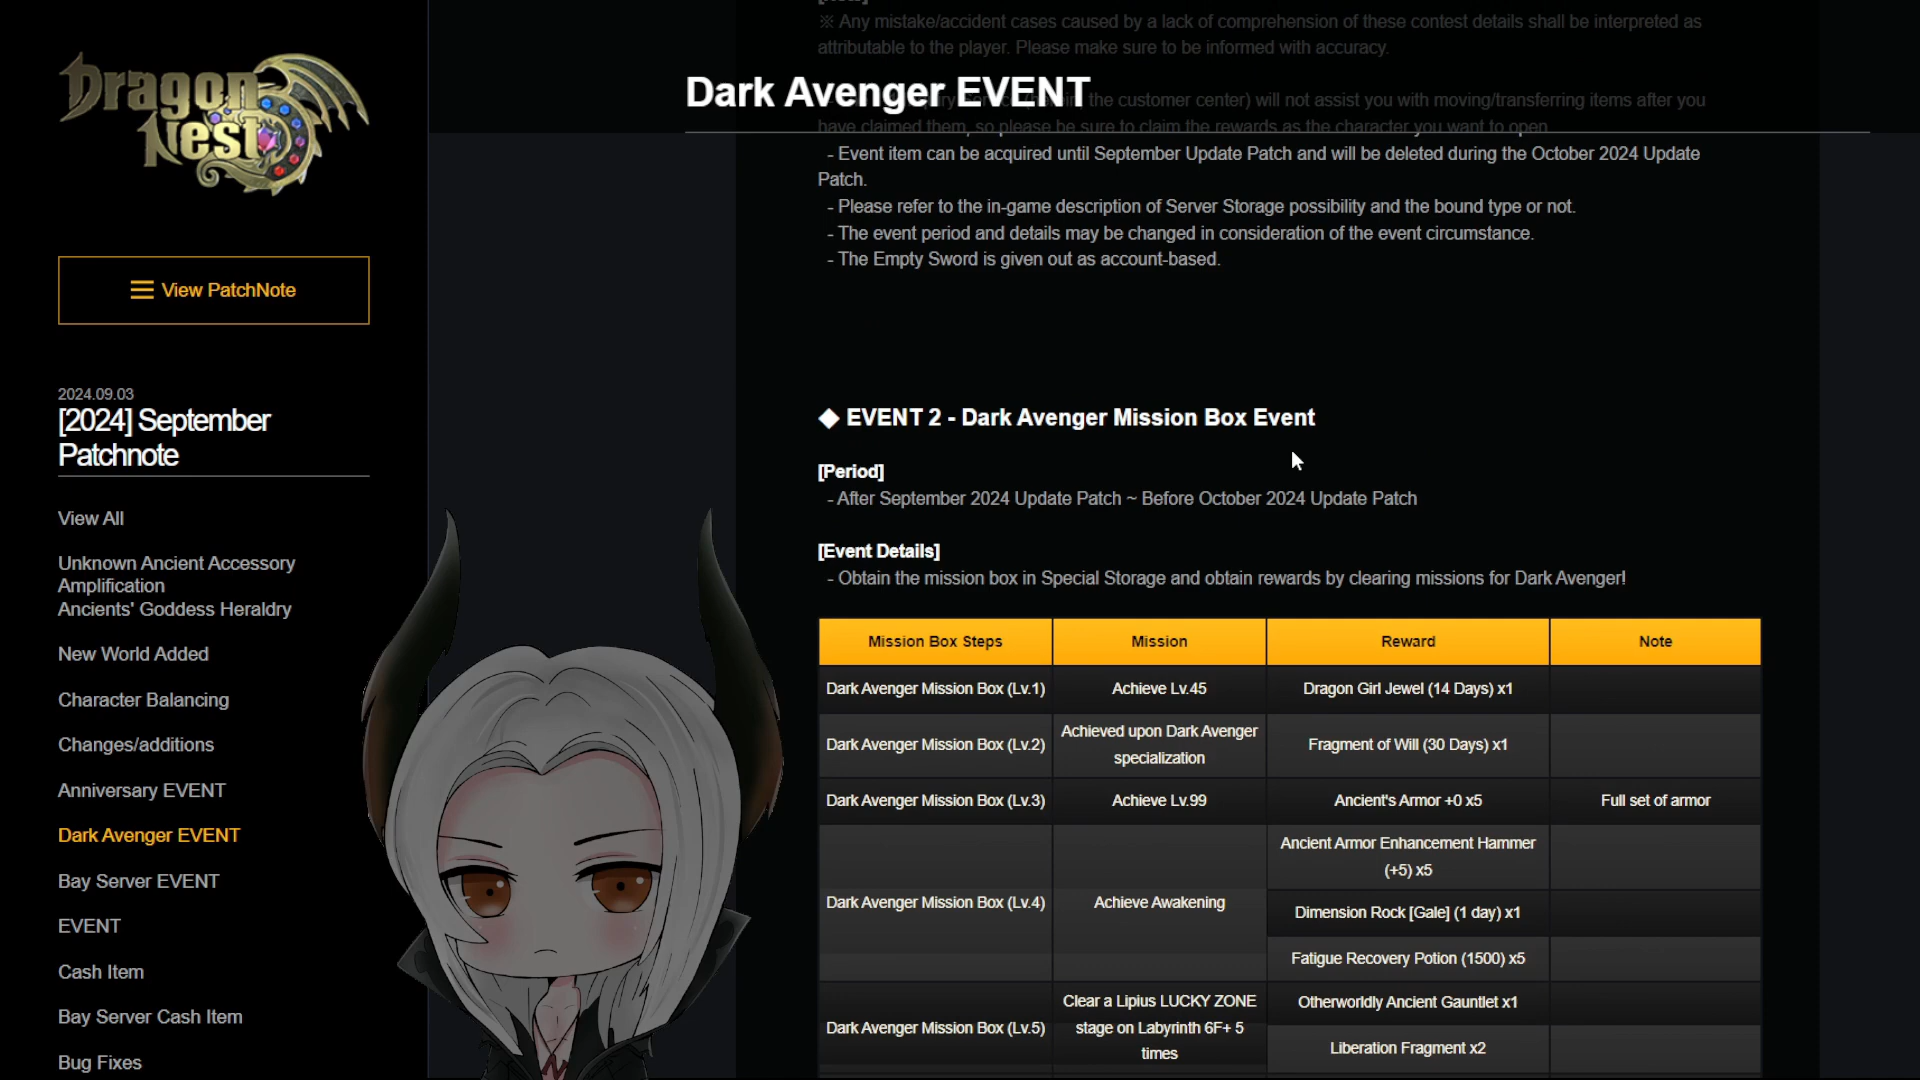 Dragon
Nest
View PatchNote
2024.09.03
[2024] September
Patchnote
View All
Unknown Ancient Accessory
Amplification
Ancients' Goddess Heraldry
New World Added
Character Balancing
Changes/additions
Anniversary EVENT
Dark Avenger EVENT
Bay Server EVENT
EVENT
Cash Item
Bay Server Cash Item
Bug Fixes
※ Any mistake/accident cases caused by a lack of comprehension of these contest details shall be interpreted as
attributable to the player. Please make sure to be informed with accuracy.
Dark Avenger EVENT
the customer center) will not assist you with moving/transferring items after you
have claimed them, so please be sure to claim the rewards as the character you want to open.
- Event item can be acquired until September Update Patch and will be deleted during the October 2024 Update
Patch.
- Please refer to the in-game description of Server Storage possibility and the bound type or not.
- The event period and details may be changed in consideration of the event circumstance.
- The Empty Sword is given out as account-based.
◆ EVENT 2 - Dark Avenger Mission Box Event
[Period]
- After September 2024 Update Patch ~ Before October 2024 Update Patch
[Event Details]
- Obtain the mission box in Special Storage and obtain rewards by clearing missions for Dark Avenger!
Mission Box Steps Mission Reward Note
Dark Avenger Mission Box (Lv.1) Achieve Lv.45 Dragon Girl Jewel (14 Days) x1
Dark Avenger Mission Box (Lv.2) Achieved upon Dark Avenger
specialization Fragment of Will (30 Days) x1
Dark Avenger Mission Box (Lv.3) Achieve Lv.99 Ancient's Armor +0 x5 Full set of armor
Dark Avenger Mission Box (Lv.4) Achieve Awakening Ancient Armor Enhancement Hammer
(+5) x5
Dimension Rock [Gale] (1 day) x1
Fatigue Recovery Potion (1500) x5
Dark Avenger Mission Box (Lv.5) Clear a Lipius LUCKY ZONE
stage on Labyrinth 6F+ 5
times
Otherworldly Ancient Gauntlet x1
Liberation Fragment x2